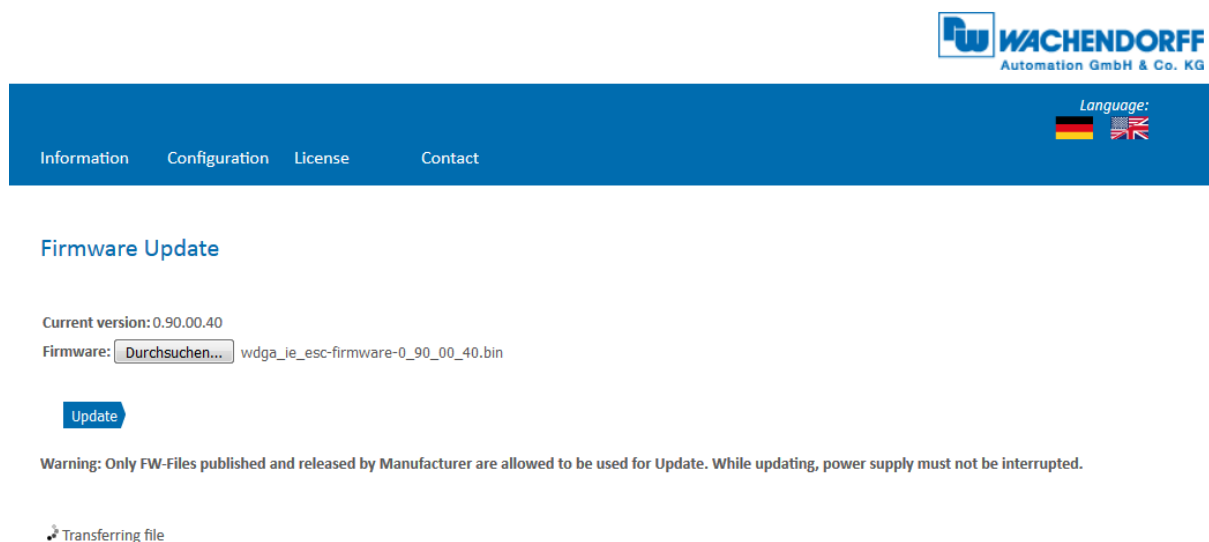 WACHENDORFF
Automation GmbH & Co. KG
Language:
Information Configuration License Contact
Firmware Update
Current version: 0.90.00.40
Firmware: Durchsuchen... wdga_ie_esc-firmware-0_90_00_40.bin
Update
Warning: Only FW-Files published and released by Manufacturer are allowed to be used for Update. While updating, power supply must not be interrupted.
Transferring file